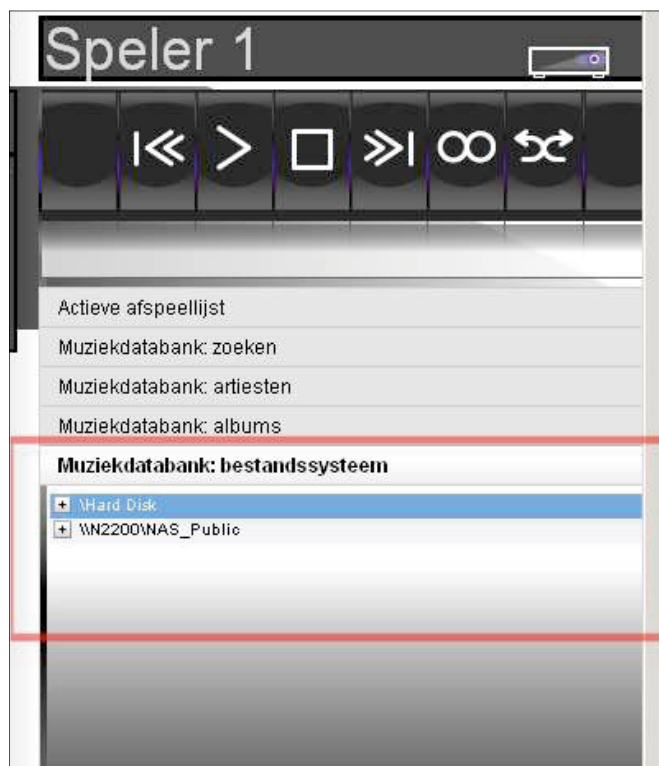 Speler 1
Actieve afspeellijst
Muziekdatabank: zoeken
Muziekdatabank: artiesten
Muziekdatabank: albums
Muziekdatabank: bestandssysteem
\Hard Disk
\\N2200\NAS_Public